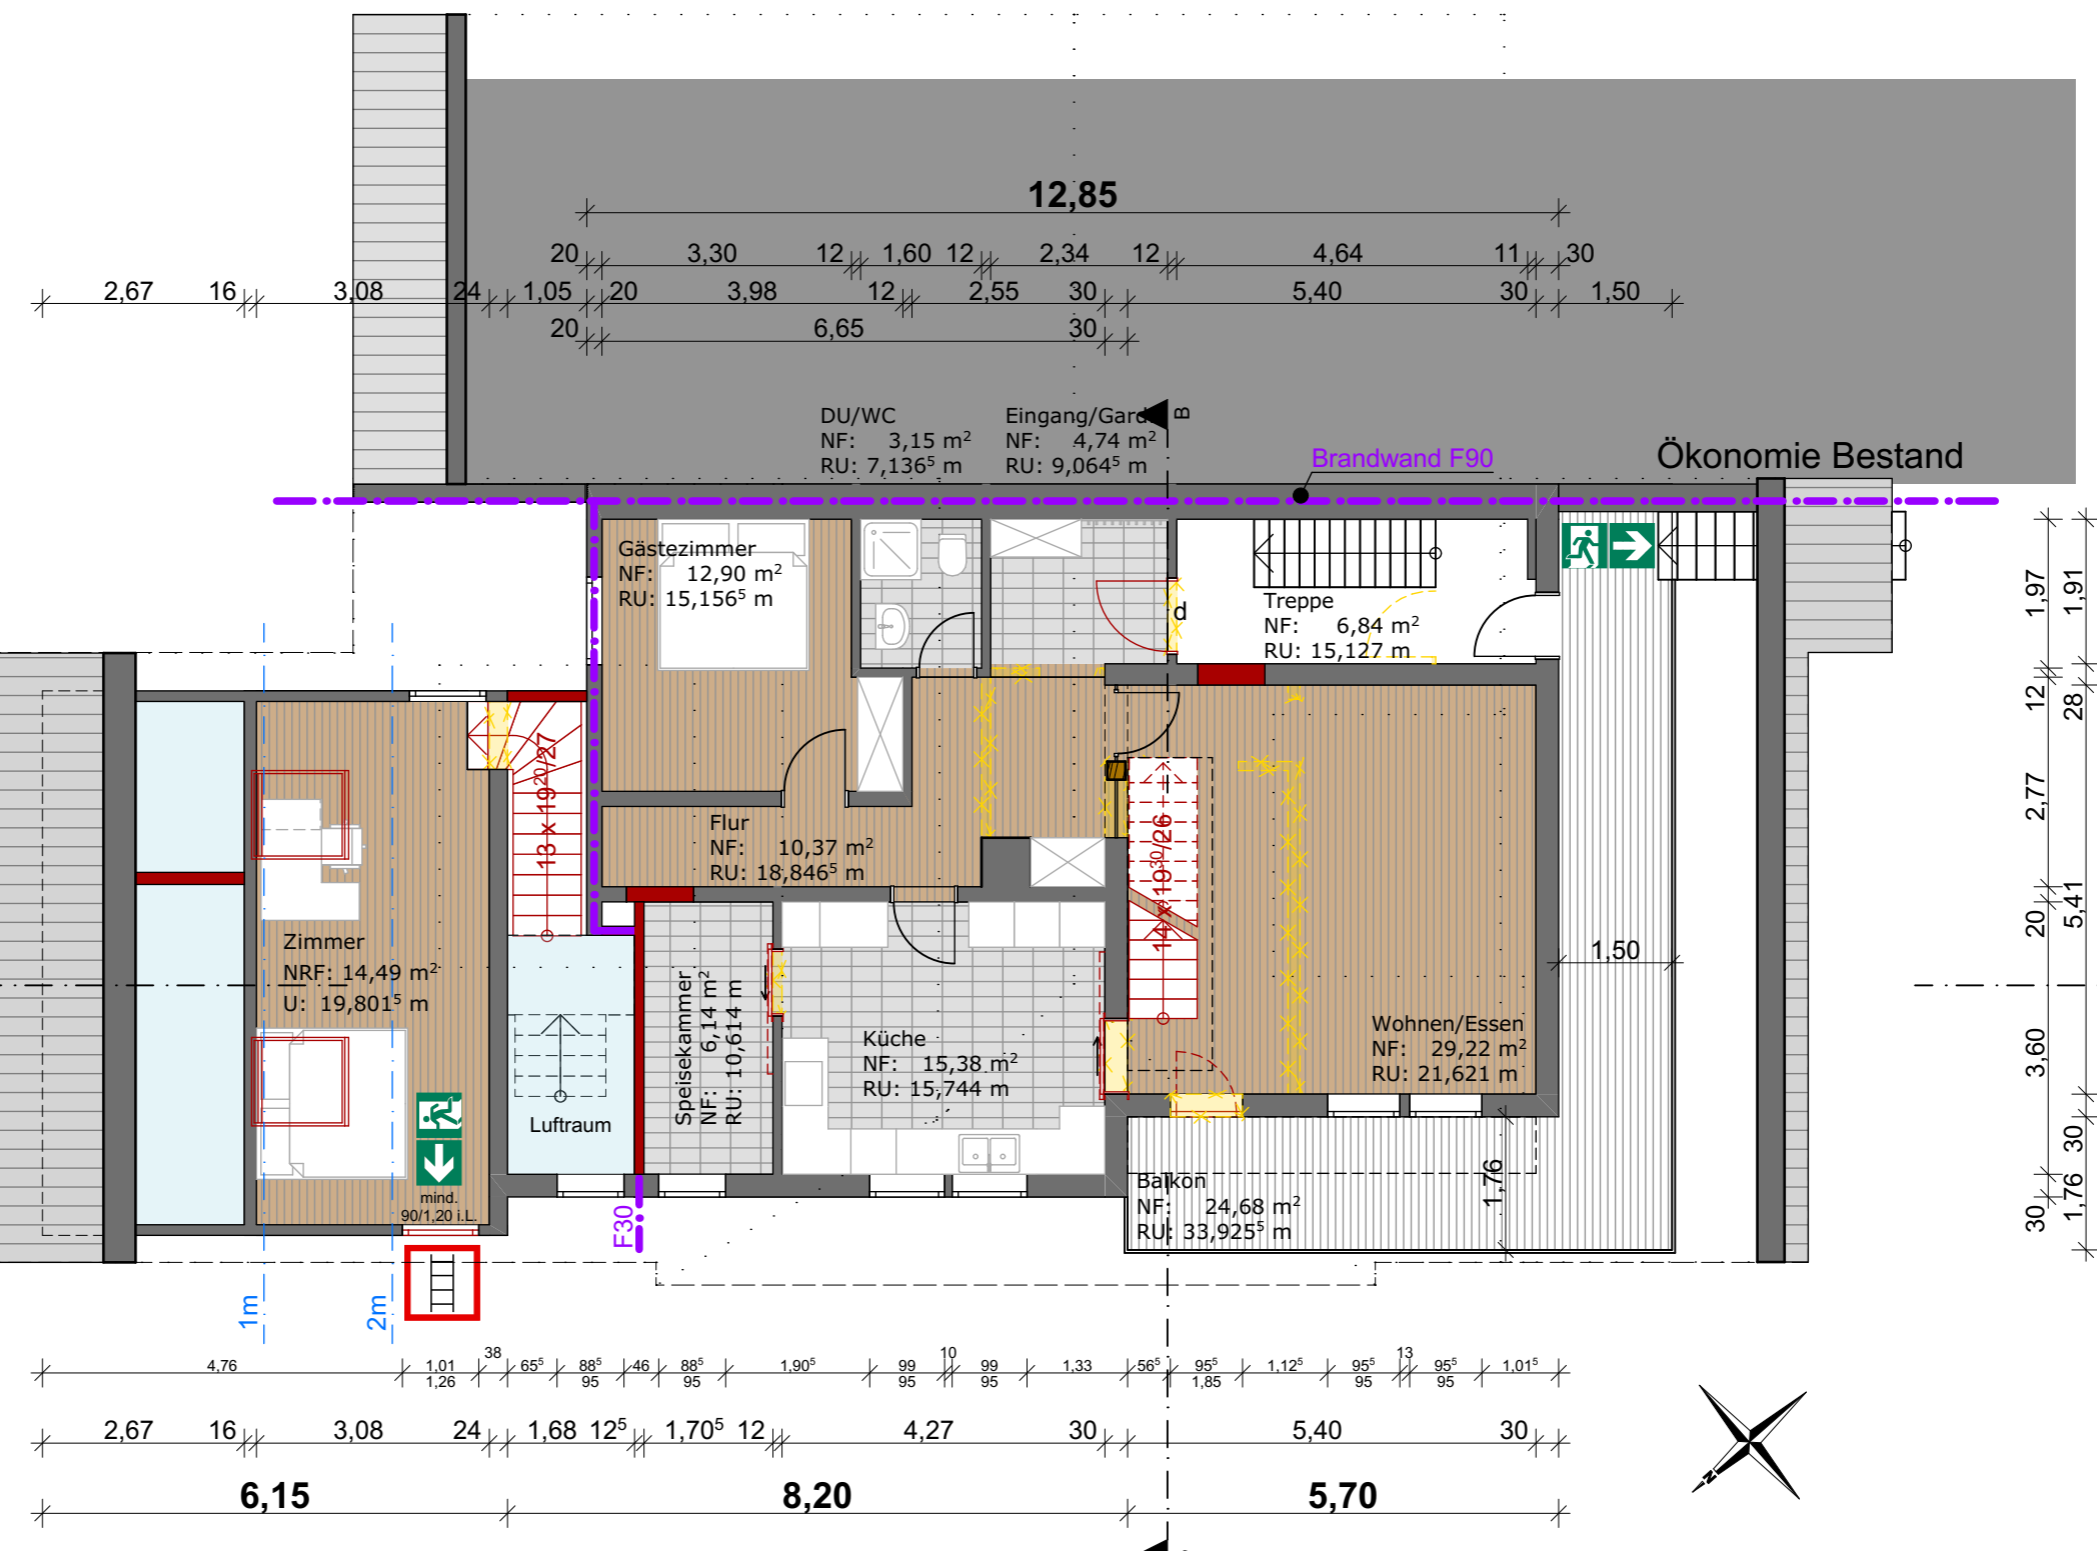 12,85
20 3,30 12 1,60 12 2,34 12 4,64 11 30
2,67 16 3,08 24 1,05 20 3,98 12 2,55 30 5,40 30 1,50
20 6,65 30
DU/WC
NF: 3,15 m²
RU: 7,136⁵ m
Eingang/Gard.
NF: 4,74 m²
RU: 9,064⁵ m
B
Brandwand F90
Ökonomie Bestand
Gästezimmer
NF: 12,90 m²
RU: 15,156⁵ m
d
Treppe
NF: 6,84 m²
RU: 15,127 m
1,97
1,91
12
28
2,77
20
5,41
3,60
30
30
1,76
13 x 19²⁰/27
Flur
NF: 10,37 m²
RU: 18,846⁵ m
14 x 19³⁰/26
Zimmer
NRF: 14,49 m²
U: 19,801⁵ m
1,50
Speisekammer
NF: 6,14 m²
RU: 10,614 m
Küche
NF: 15,38 m²
RU: 15,744 m
Wohnen/Essen
NF: 29,22 m²
RU: 21,621 m
Luftraum
mind.
90/1,20 i.L.
F30
Balkon
NF: 24,68 m²
RU: 33,925⁵ m
1,76
1m
2m
4,76 1,01 38 65⁵ 88⁵ 46 88⁵ 1,90⁵ 99 10 99 1,33 56⁵ 95⁵ 1,12⁵ 95⁵ 13 95⁵ 1,01⁵
1,26 95 95 95 95 1,85 95 95
2,67 16 3,08 24 1,68 12⁵ 1,70⁵ 12 4,27 30 5,40 30
6,15 8,20 5,70
N